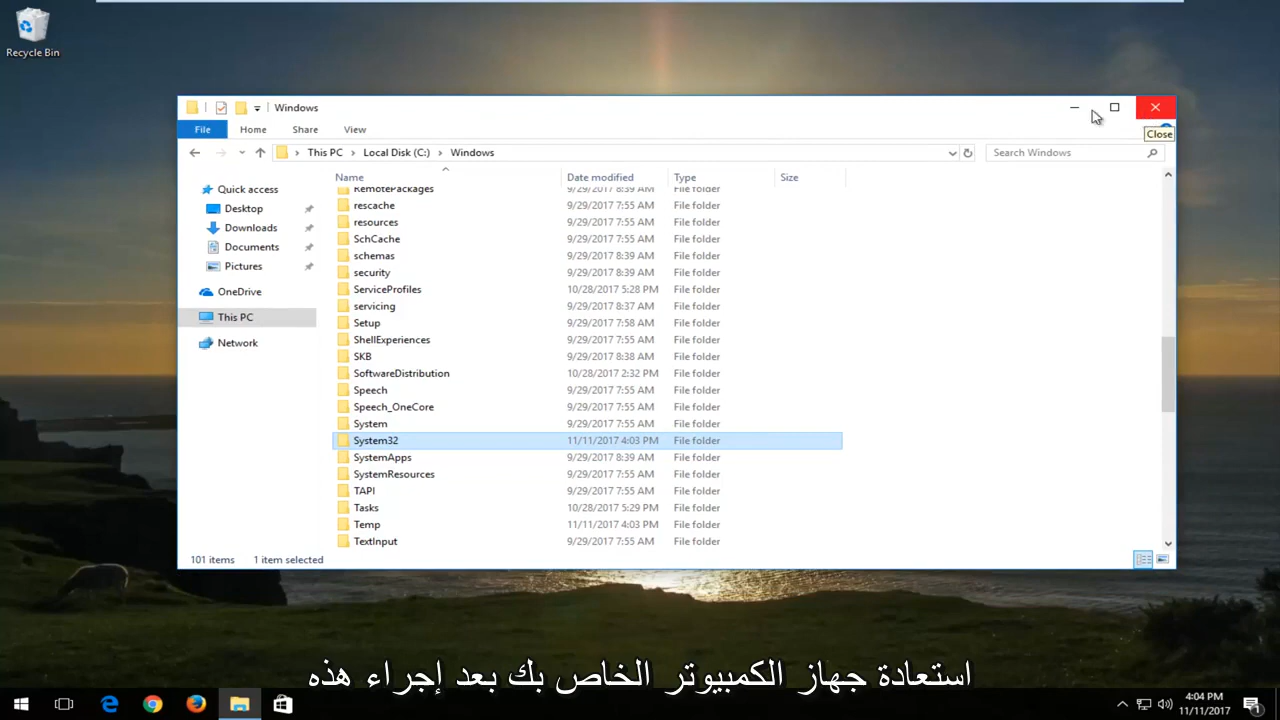 Recycle Bin
Windows
Close
File Home Share View
This PC Local Disk (C:) Windows
Search Windows
Quick access
Desktop
Downloads
Documents
Pictures
OneDrive
This PC
Network
Name Date modified Type Size
RemotePackages 9/29/2017 8:39 AM File folder
rescache 9/29/2017 7:55 AM File folder
resources 9/29/2017 7:55 AM File folder
SchCache 9/29/2017 7:55 AM File folder
schemas 9/29/2017 8:39 AM File folder
security 9/29/2017 8:39 AM File folder
ServiceProfiles 10/28/2017 5:28 PM File folder
servicing 9/29/2017 8:37 AM File folder
Setup 9/29/2017 7:58 AM File folder
ShellExperiences 9/29/2017 7:55 AM File folder
SKB 9/29/2017 8:38 AM File folder
SoftwareDistribution 10/28/2017 2:32 PM File folder
Speech 9/29/2017 7:55 AM File folder
Speech_OneCore 9/29/2017 7:55 AM File folder
System 9/29/2017 7:55 AM File folder
System32 11/11/2017 4:03 PM File folder
SystemApps 9/29/2017 8:39 AM File folder
SystemResources 9/29/2017 7:55 AM File folder
TAPI 9/29/2017 7:55 AM File folder
Tasks 10/28/2017 5:29 PM File folder
Temp 11/11/2017 4:03 PM File folder
TextInput 9/29/2017 7:55 AM File folder
101 items 1 item selected
استعادة جهاز الكمبيوتر الخاص بك بعد إجراء هذه
4:04 PM
11/11/2017
1